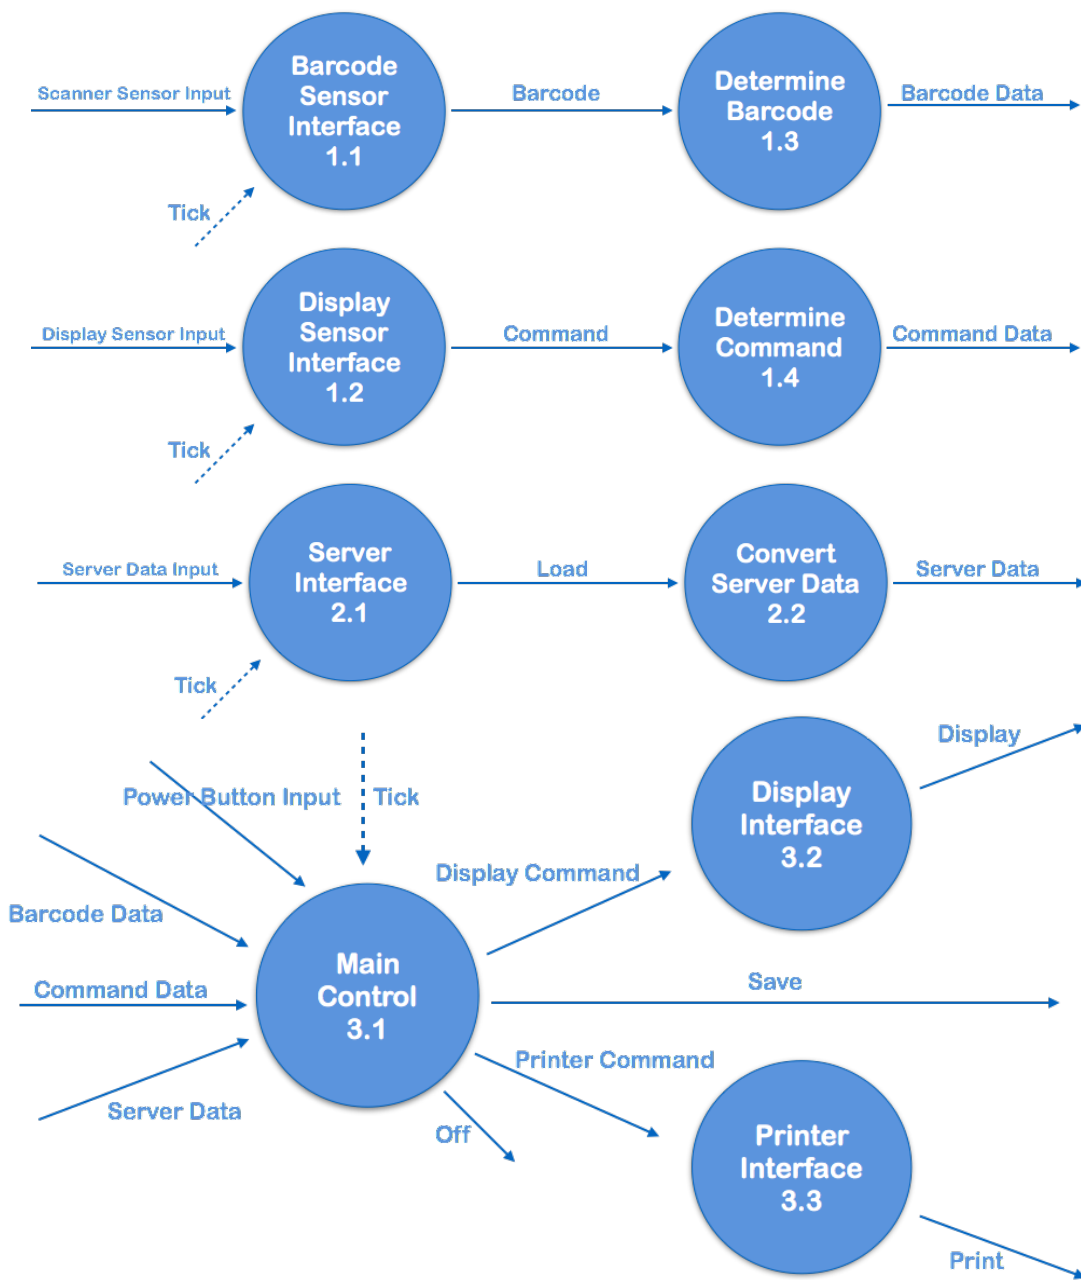 Scanner Sensor Input
Barcode
Sensor
Interface
1.1
Barcode
Determine
Barcode
1.3
Barcode Data
Tick
Display Sensor Input
Display
Sensor
Interface
1.2
Command
Determine
Command
1.4
Command Data
Tick
Server Data Input
Server
Interface
2.1
Load
Convert
Server Data
2.2
Server Data
Tick
Power Button Input
Tick
Barcode Data
Command Data
Server Data
Main
Control
3.1
Display Command
Display
Interface
3.2
Display
Save
Printer Command
Off
Printer
Interface
3.3
Print